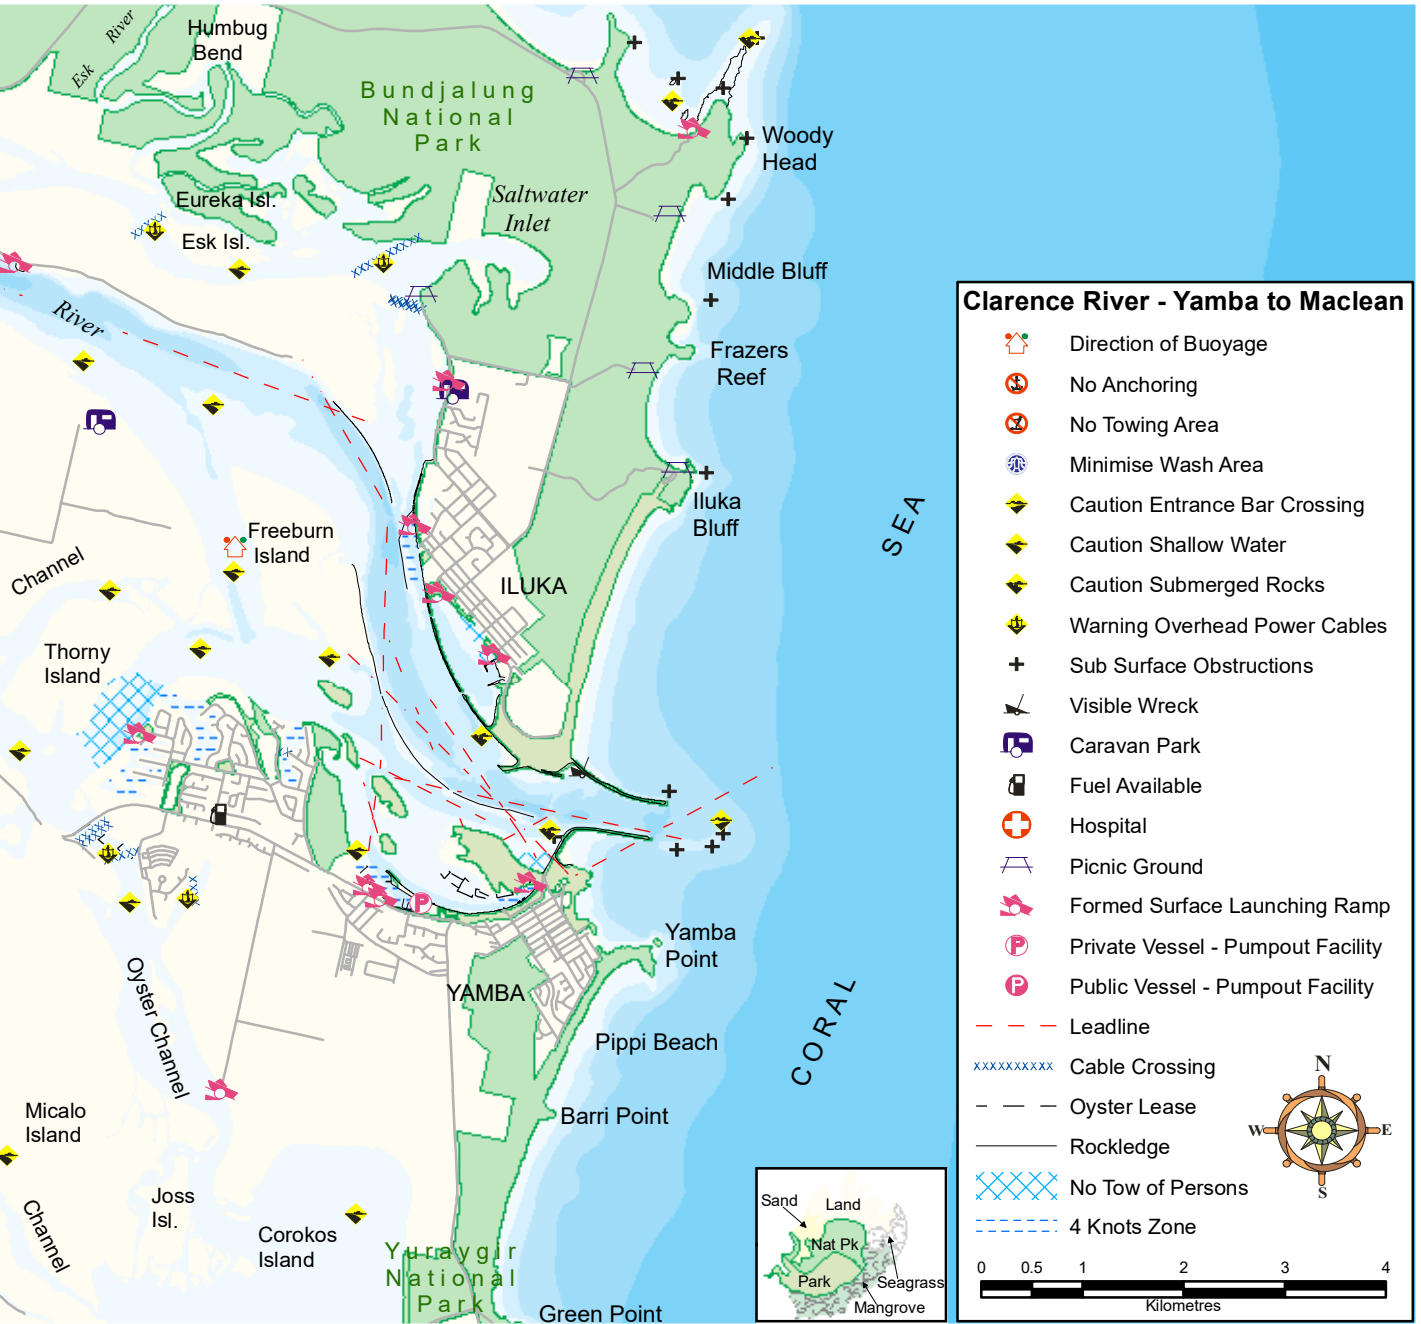 River
Esk
Humbug
Bend
Bundjalung
National
Park
Woody
Head
Eureka Isl.
Esk Isl.
Saltwater
Inlet
Middle Bluff
River
Frazers
Reef
Iluka
Bluff
SEA
Freeburn
Island
Channel
ILUKA
Thorny
Island
Yamba
Point
YAMBA
Oyster Channel
Pippi Beach
CORAL
Barri Point
Micalo
Island
Joss
Isl.
Channel
Corokos
Island
Yuraygir
National
Park
Green Point
P
Clarence River - Yamba to Maclean
Direction of Buoyage
No Anchoring
No Towing Area
Minimise Wash Area
Caution Entrance Bar Crossing
Caution Shallow Water
Caution Submerged Rocks
Warning Overhead Power Cables
Sub Surface Obstructions
Visible Wreck
Caravan Park
Fuel Available
Hospital
Picnic Ground
Formed Surface Launching Ramp
P Private Vessel - Pumpout Facility
P Public Vessel - Pumpout Facility
Leadline
Cable Crossing
Oyster Lease
Rockledge
No Tow of Persons
4 Knots Zone
N
W E
S
0 0.5 1 2 3 4
Kilometres
Sand
Land
Nat Pk
Park
Seagrass
Mangrove